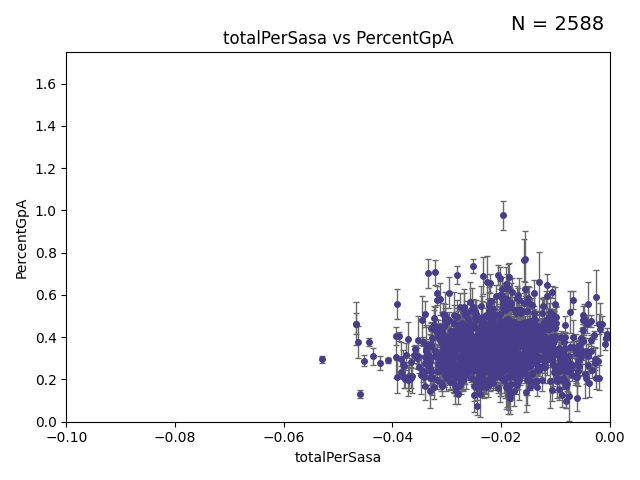 N = 2588
totalPerSasa vs PercentGpA
1.6
1.4
1.2
1.0
0.8
0.6
0.4
0.2
0.0
PercentGpA
−0.10 −0.08 −0.06 −0.04 −0.02 0.00
totalPerSasa